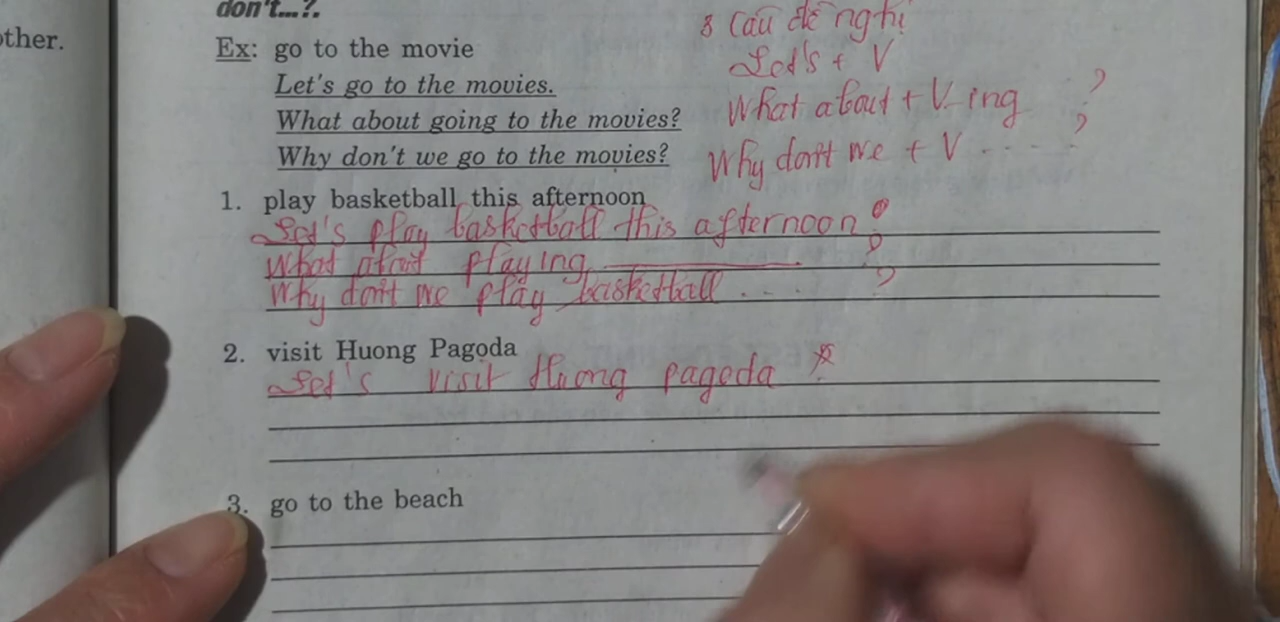 other.
don't...?.
Ex: go to the movie
Let's go to the movies.
What about going to the movies?
Why don't we go to the movies?
3 câu đề nghị
Let's + V
What about + V-ing ?
Why don't we + V ..... ?
1. play basketball this afternoon
Let's play basketball this afternoon!
What about playing ________ ?
Why don't we play basketball .... ?
2. visit Huong Pagoda
Let's visit Huong pagoda
3. go to the beach